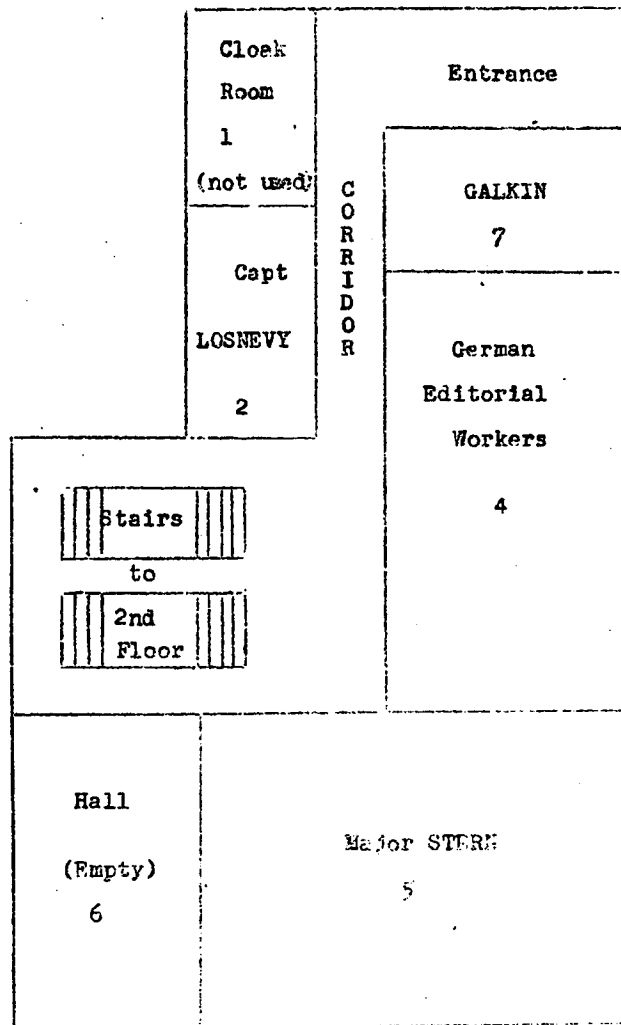 Cloak
Room
1
(not used)
Entrance
CORRIDOR
GALKIN
7
Capt
LOSNEVY
2
German
Editorial
Workers
4
Stairs
to
2nd
Floor
Hall
(Empty)
6
Major STERN
5